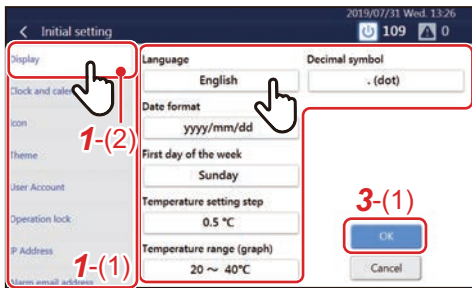 2019/07/31 Wed. 13:26
< Initial setting
109 0
Display
Clock and cale
Icon
Theme
User Account
Operation lock
IP Address
Alarm email address
1-(2)
1-(1)
Language
English
Date format
yyyy/mm/dd
First day of the week
Sunday
Temperature setting step
0.5 °C
Temperature range (graph)
20 ～ 40°C
Decimal symbol
. (dot)
3-(1)
OK
Cancel